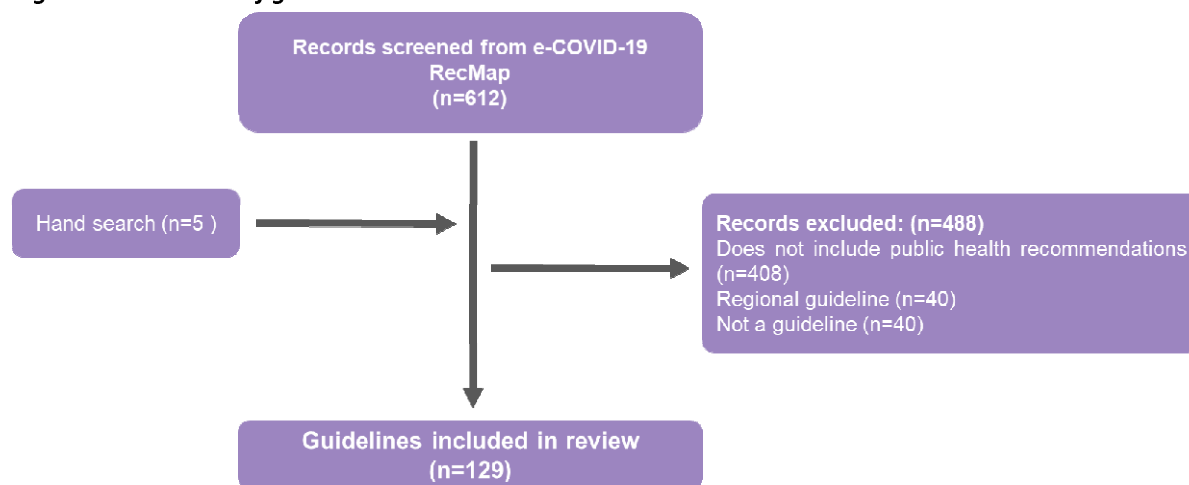 Records screened from e-COVID-19
RecMap
(n=612)
Hand search (n=5 )
Records excluded: (n=488)
Does not include public health recommendations
(n=408)
Regional guideline (n=40)
Not a guideline (n=40)
Guidelines included in review
(n=129)